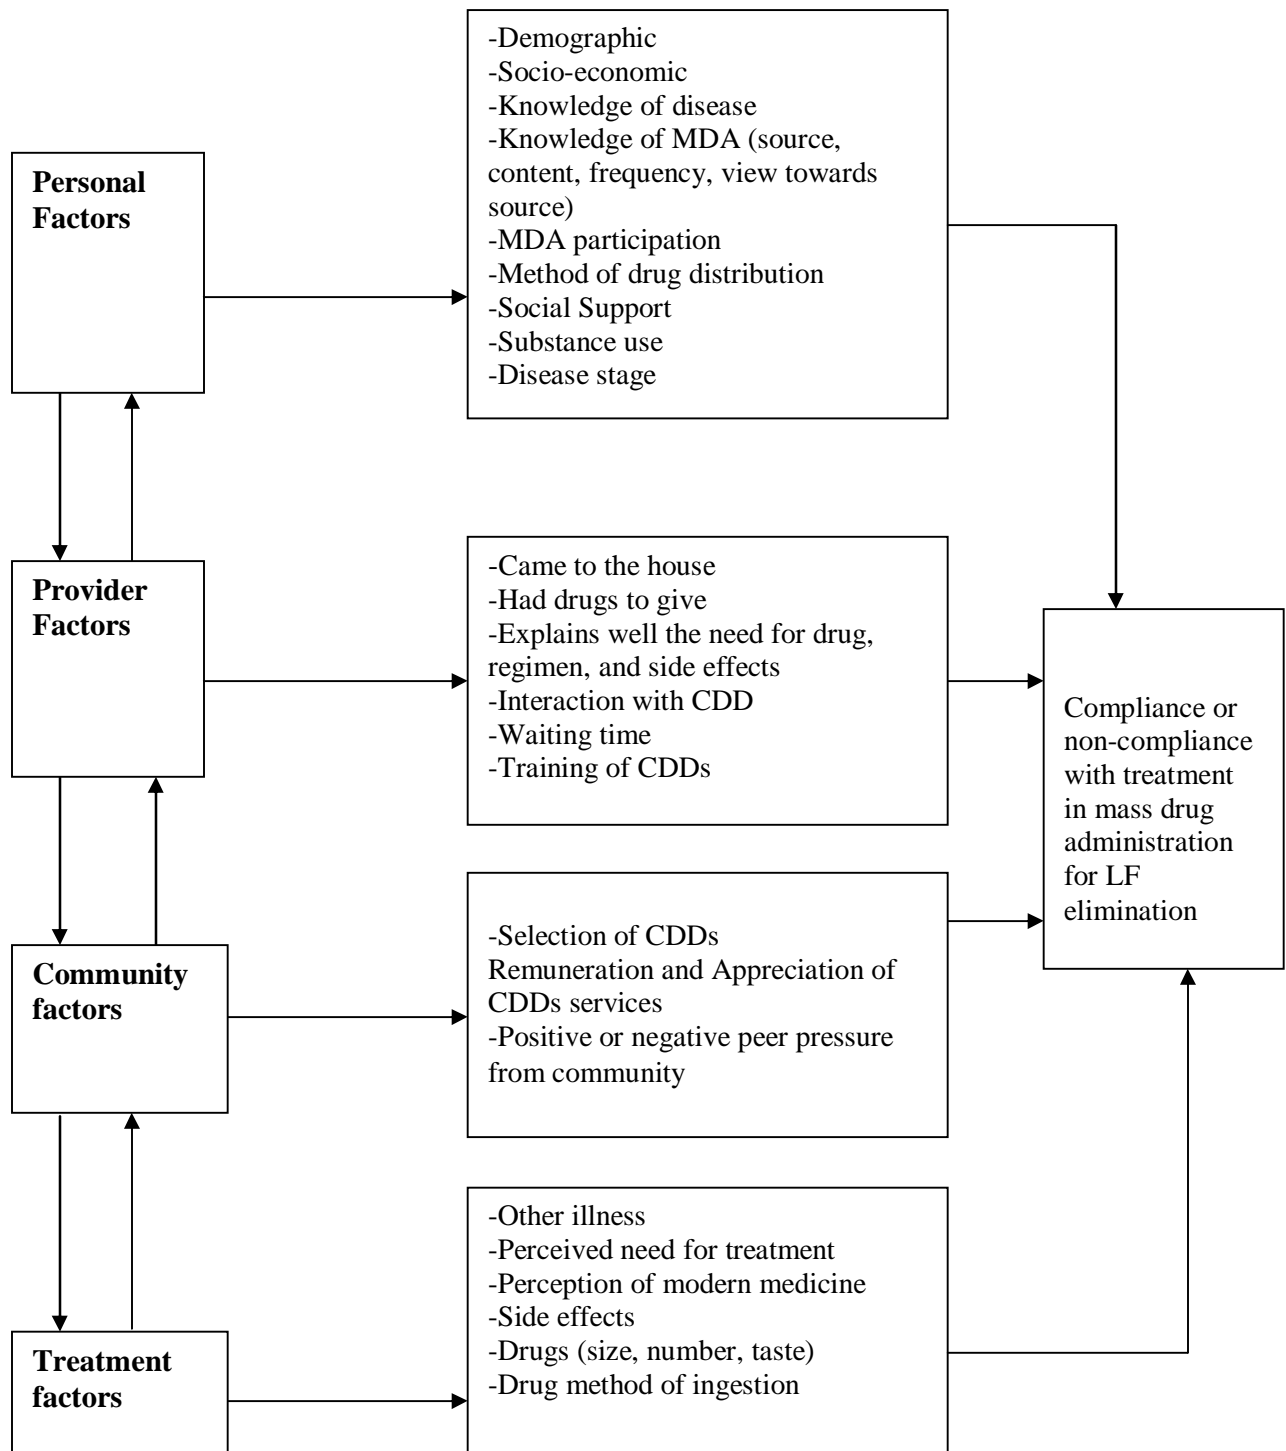 Personal
Factors
-Demographic
-Socio-economic
-Knowledge of disease
-Knowledge of MDA (source,
content, frequency, view towards
source)
-MDA participation
-Method of drug distribution
-Social Support
-Substance use
-Disease stage
Provider
Factors
-Came to the house
-Had drugs to give
-Explains well the need for drug,
regimen, and side effects
-Interaction with CDD
-Waiting time
-Training of CDDs
Community
factors
-Selection of CDDs
Remuneration and Appreciation of
CDDs services
-Positive or negative peer pressure
from community
Treatment
factors
-Other illness
-Perceived need for treatment
-Perception of modern medicine
-Side effects
-Drugs (size, number, taste)
-Drug method of ingestion
Compliance or
non-compliance
with treatment
in mass drug
administration
for LF
elimination